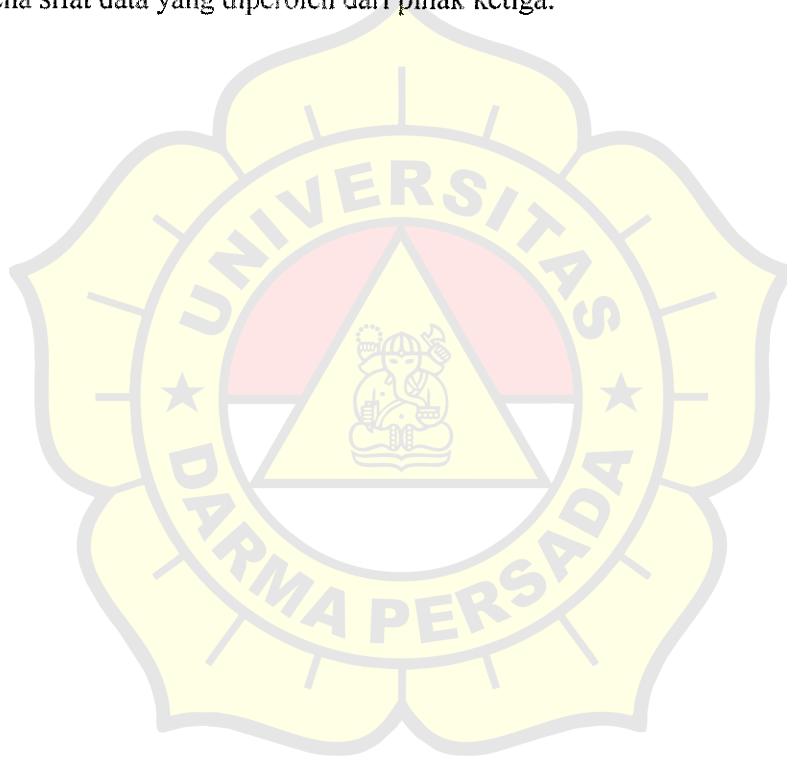 sifat data yang diperoleh dari pihak ketiga.
UNIVERSITAS
DARMA PERSADA